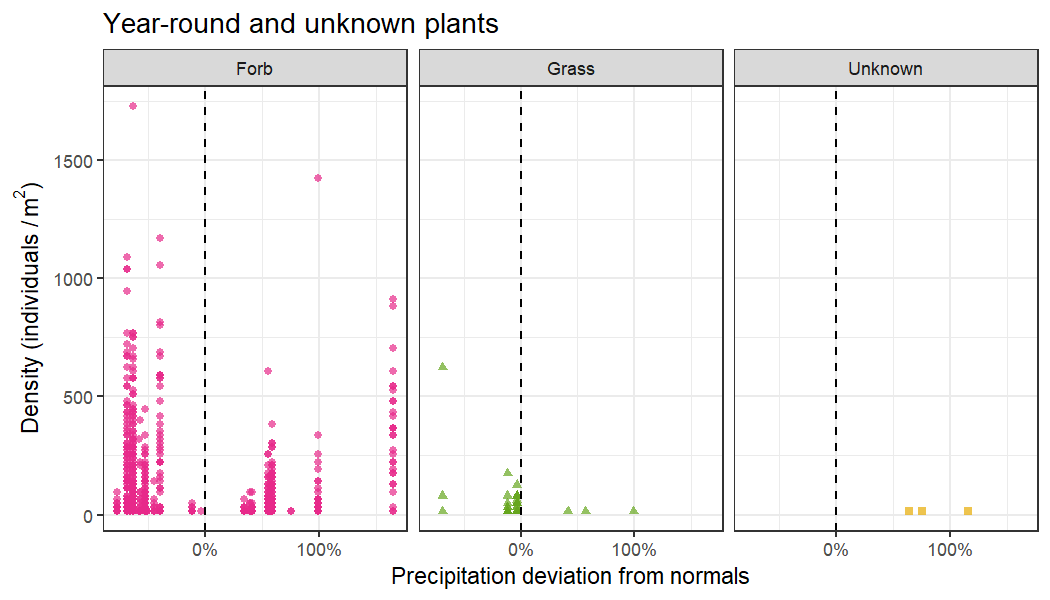 Year-round and unknown plants
Forb Grass Unknown
Density (individuals / m²)
1500
1000
500
0
0% 100% 0% 100% 0% 100%
Precipitation deviation from normals